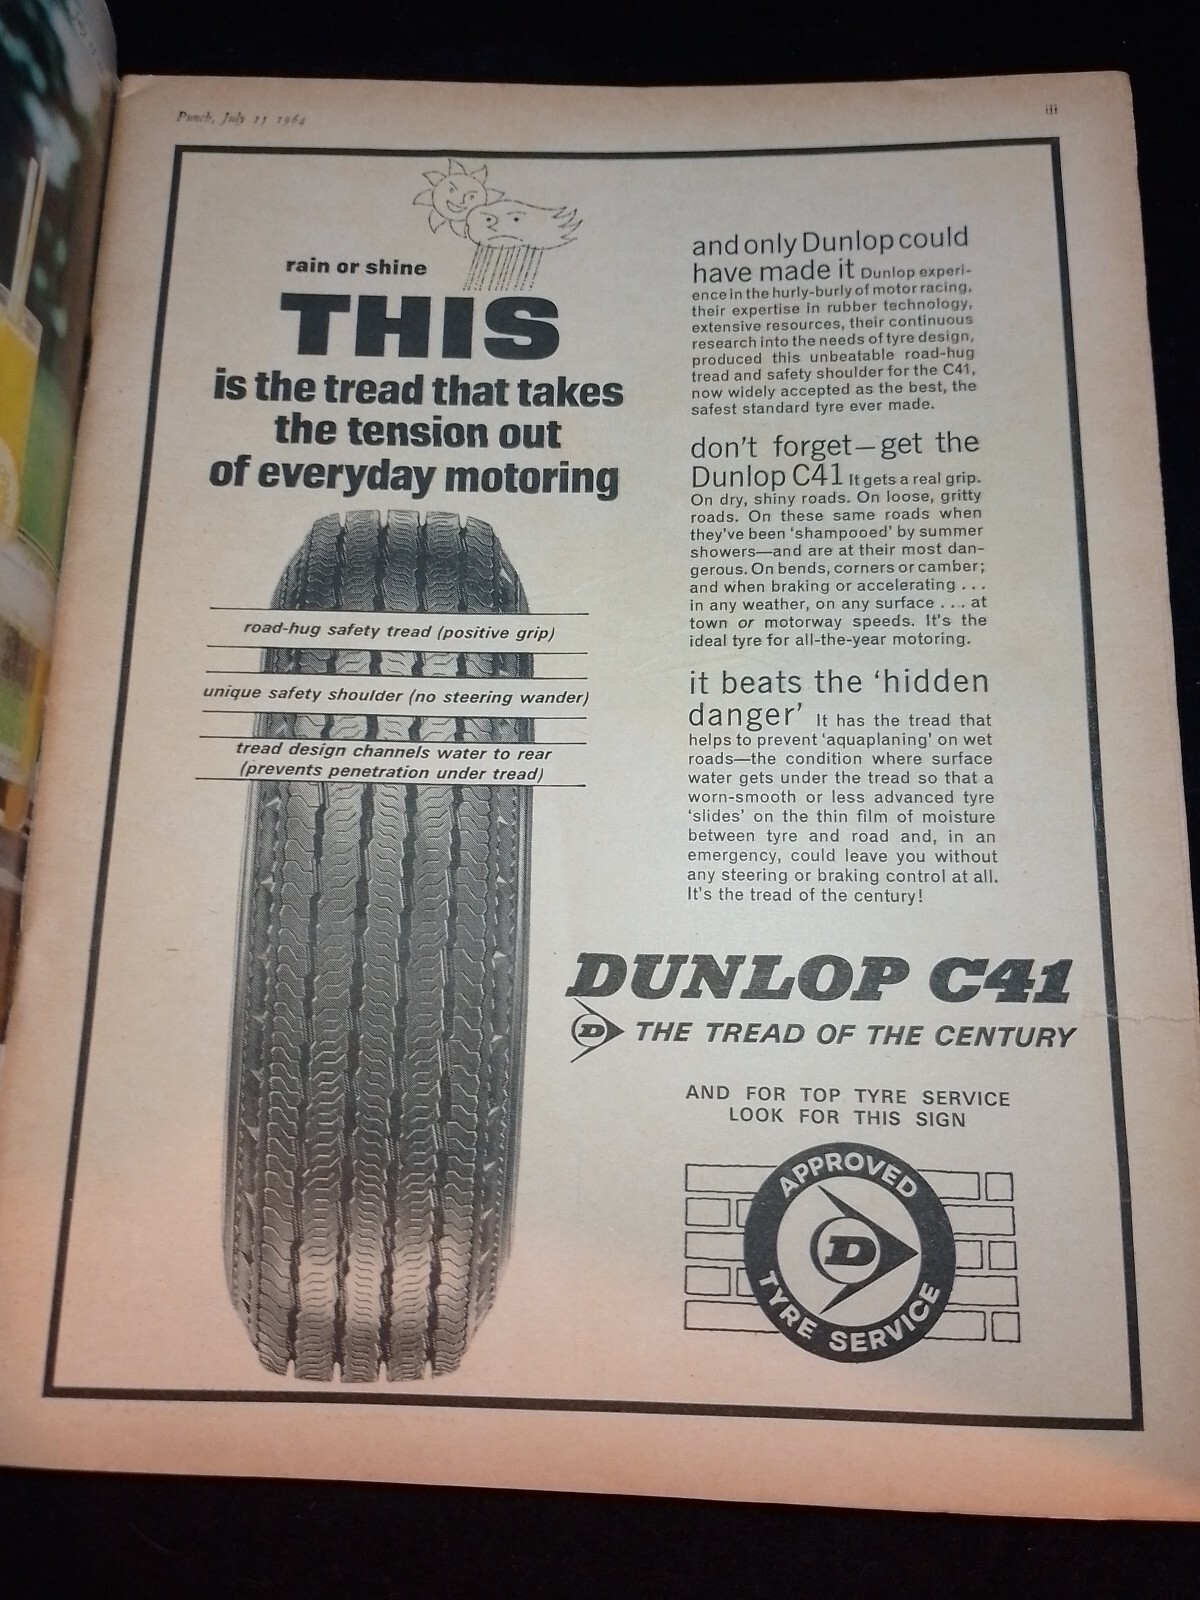 Punch, July 15 1964
iii
rain or shine
THIS
is the tread that takes
the tension out
of everyday motoring
road-hug safety tread (positive grip)
unique safety shoulder (no steering wander)
tread design channels water to rear
(prevents penetration under tread)
and only Dunlop could
have made it Dunlop experi-
ence in the hurly-burly of motor racing,
their expertise in rubber technology,
extensive resources, their continuous
research into the needs of tyre design,
produced this unbeatable road-hug
tread and safety shoulder for the C41,
now widely accepted as the best, the
safest standard tyre ever made.
don't forget—get the
Dunlop C41 It gets a real grip.
On dry, shiny roads. On loose, gritty
roads. On these same roads when
they've been 'shampooed' by summer
showers—and are at their most dan-
gerous. On bends, corners or camber;
and when braking or accelerating . . .
in any weather, on any surface . . . at
town or motorway speeds. It's the
ideal tyre for all-the-year motoring.
it beats the 'hidden
danger' It has the tread that
helps to prevent 'aquaplaning' on wet
roads—the condition where surface
water gets under the tread so that a
worn-smooth or less advanced tyre
'slides' on the thin film of moisture
between tyre and road and, in an
emergency, could leave you without
any steering or braking control at all.
It's the tread of the century!
DUNLOP C41
D THE TREAD OF THE CENTURY
AND FOR TOP TYRE SERVICE
LOOK FOR THIS SIGN
APPROVED
D
TYRE SERVICE